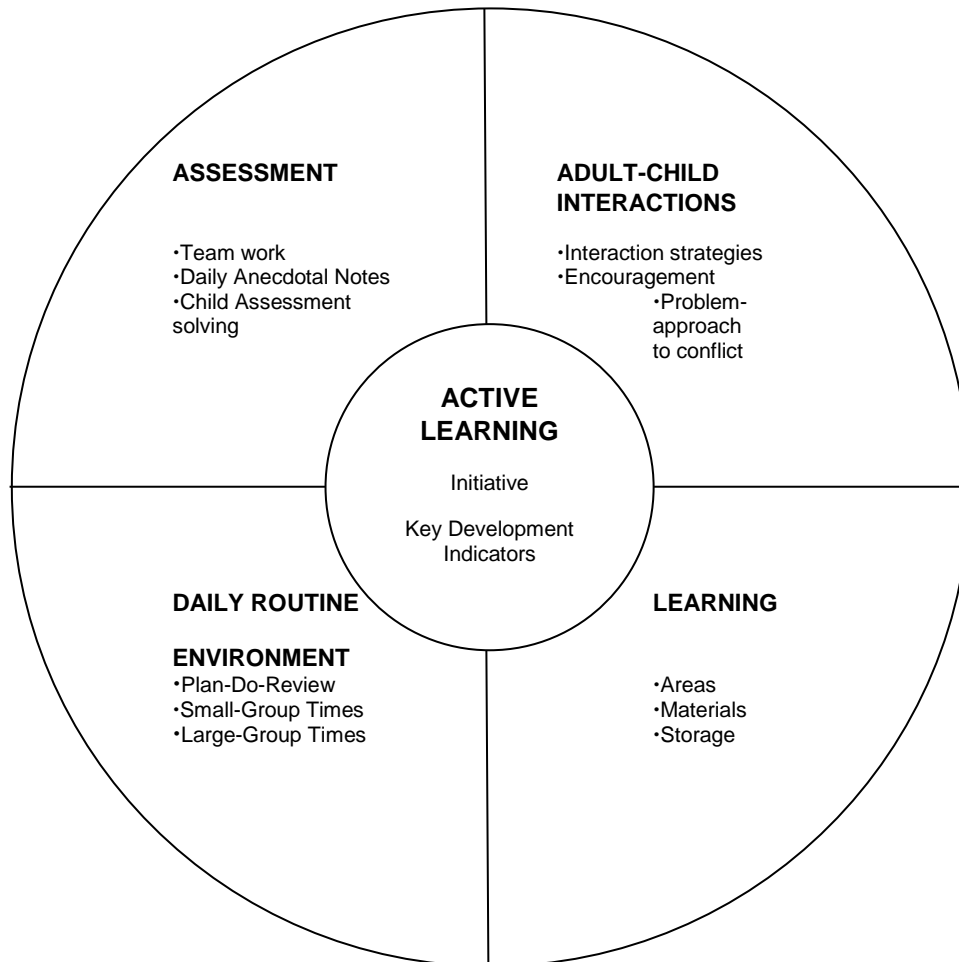 ASSESSMENT
·Team work
·Daily Anecdotal Notes
·Child Assessment
solving
ADULT-CHILD
INTERACTIONS
·Interaction strategies
·Encouragement
·Problem-
approach
to conflict
ACTIVE
LEARNING
Initiative
Key Development
Indicators
DAILY ROUTINE
ENVIRONMENT
·Plan-Do-Review
·Small-Group Times
·Large-Group Times
LEARNING
·Areas
·Materials
·Storage